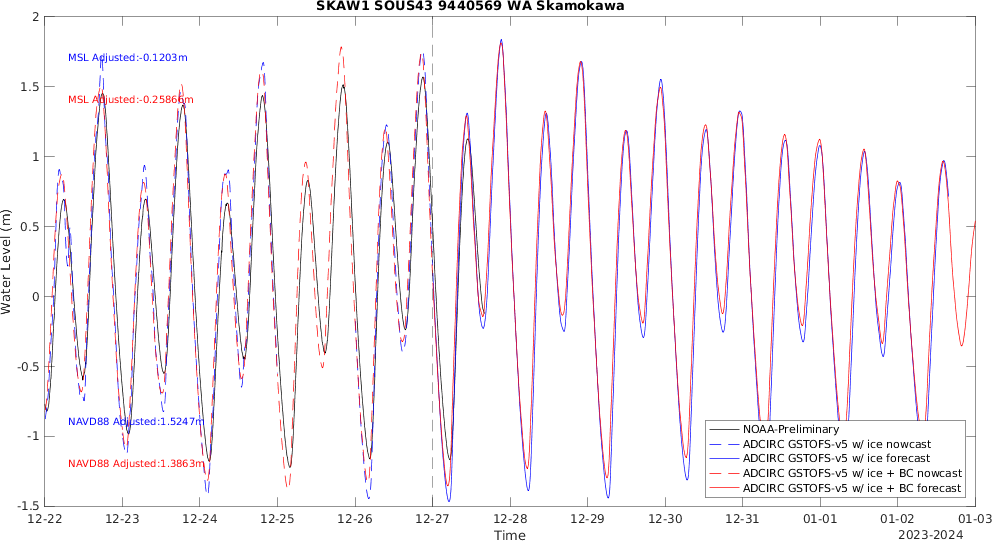 SKAW1 SOUS43 9440569 WA Skamokawa
Water Level (m)
2
1.5
1
0.5
0
-0.5
-1
-1.5
MSL Adjusted:-0.1203m
MSL Adjusted:-0.25866m
NAVD88 Adjusted:1.5247m
NAVD88 Adjusted:1.3863m
NOAA-Preliminary
ADCIRC GSTOFS-v5 w/ ice nowcast
ADCIRC GSTOFS-v5 w/ ice forecast
ADCIRC GSTOFS-v5 w/ ice + BC nowcast
ADCIRC GSTOFS-v5 w/ ice + BC forecast
12-22 12-23 12-24 12-25 12-26 12-27 12-28 12-29 12-30 12-31 01-01 01-02 01-03
Time
2023-2024